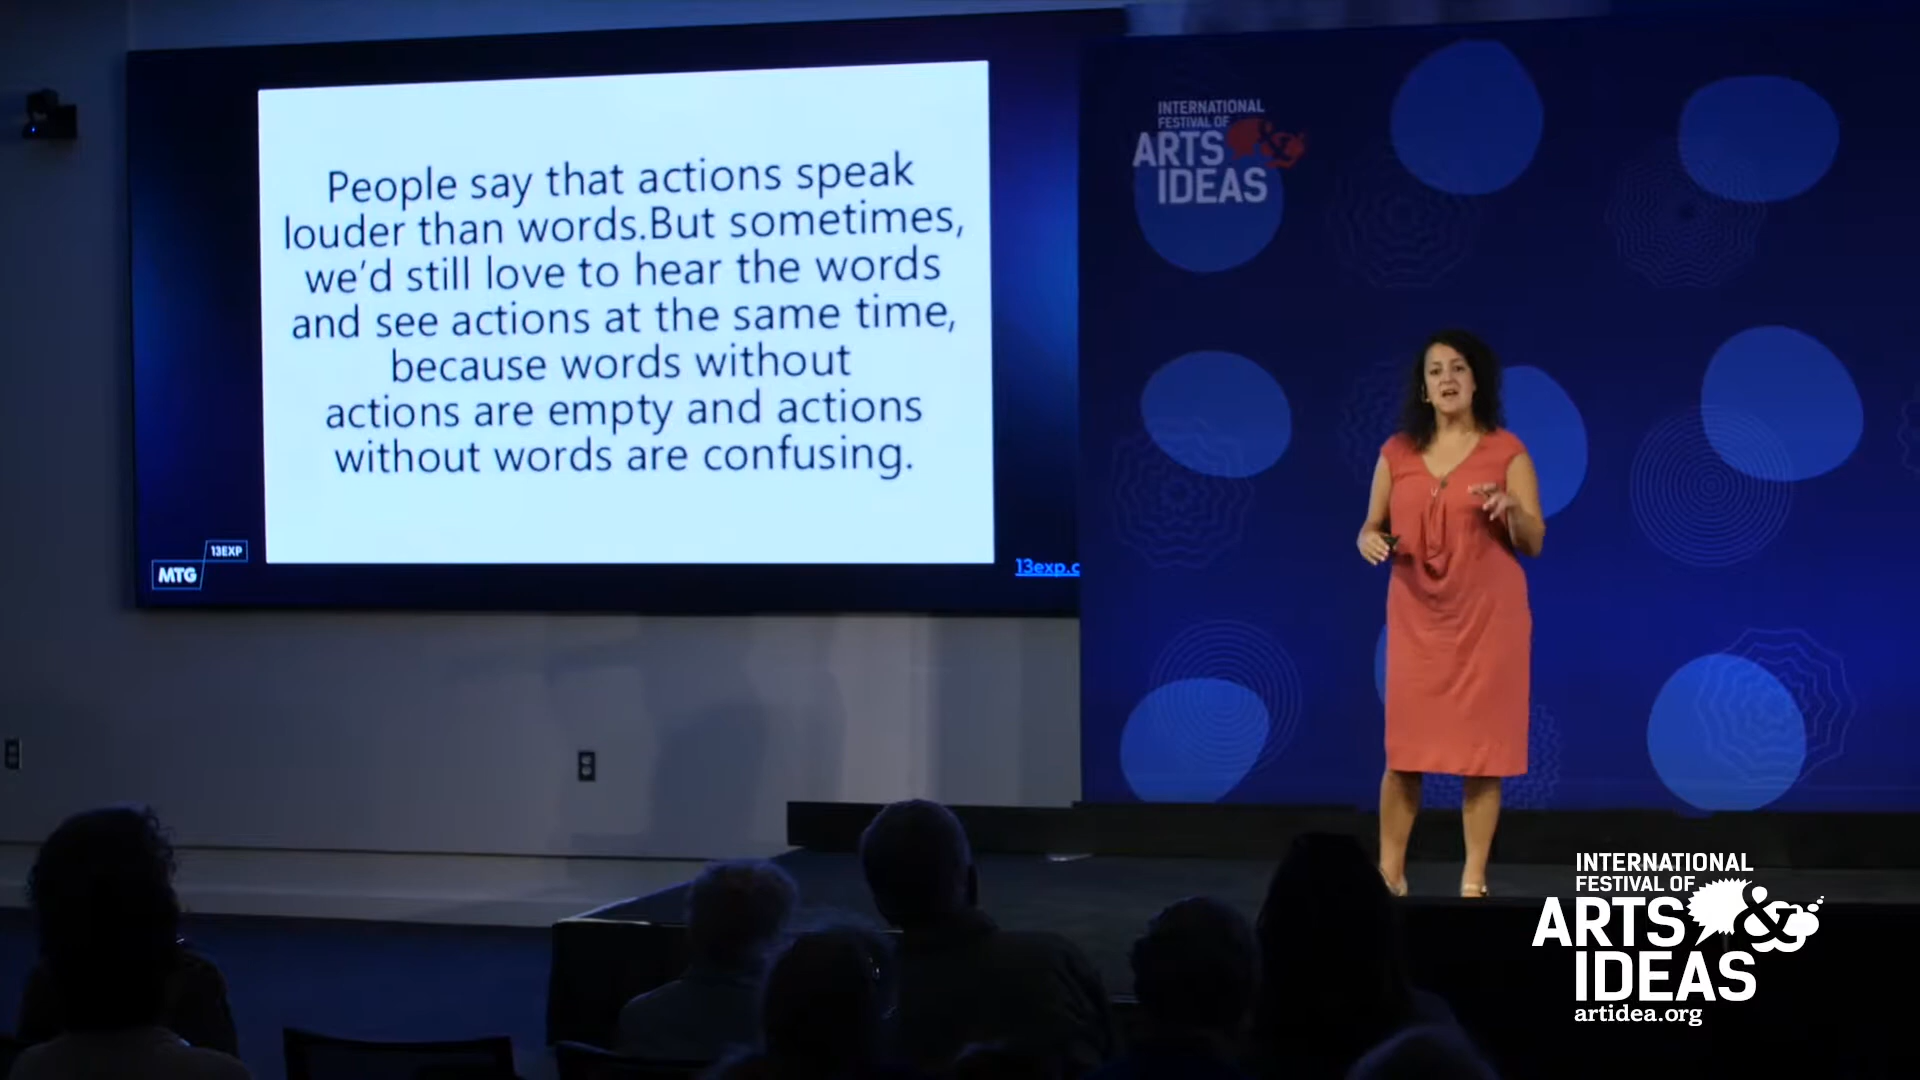 People say that actions speak
louder than words.But sometimes,
we'd still love to hear the words
and see actions at the same time,
because words without
actions are empty and actions
without words are confusing.
13EXP
MTG
13exp.c
INTERNATIONAL
FESTIVAL OF
ARTS &
IDEAS
INTERNATIONAL
FESTIVAL OF
ARTS &
IDEAS
artidea.org